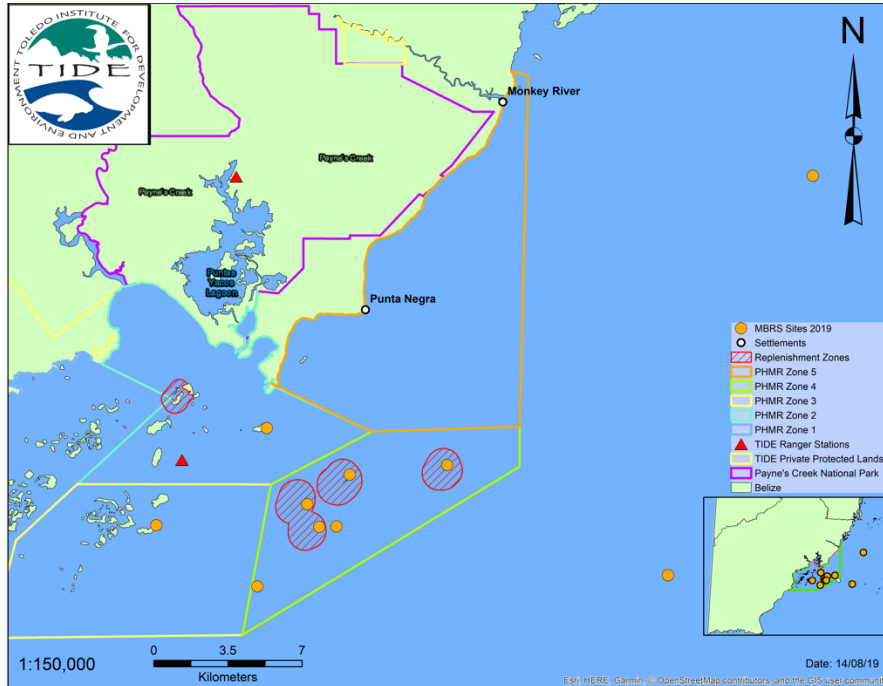 TOLEDO INSTITUTE FOR DEVELOPMENT AND ENVIRONMENT
TIDE
N
Monkey River
Payne's Creek
Payne's Creek
Puntas
Ycacos
Lagoon
Punta Negra
MBRS Sites 2019
Settlements
Replenishment Zones
PHMR Zone 5
PHMR Zone 4
PHMR Zone 3
PHMR Zone 2
PHMR Zone 1
TIDE Ranger Stations
TIDE Private Protected Lands
Payne's Creek National Park
Belize
1:150,000
0 3.5 7
Kilometers
Date: 14/08/19
Esri, HERE, Garmin, © OpenStreetMap contributors, and the GIS user communit